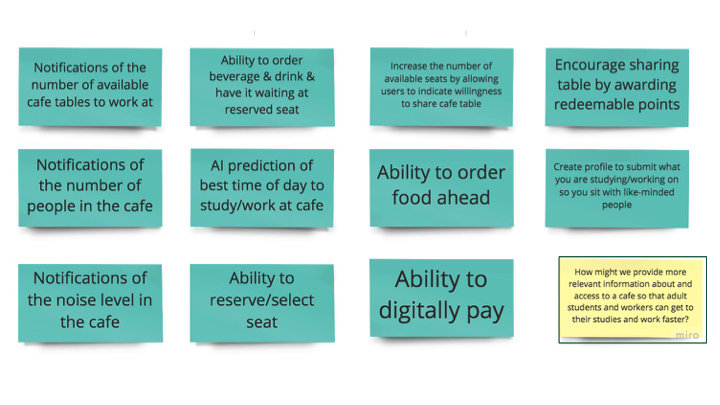 Notifications of the
number of available
cafe tables to work at
Ability to order
beverage & drink &
have it waiting at
reserved seat
Increase the number of
available seats by allowing
users to indicate willingness
to share cafe table
Encourage sharing
table by awarding
redeemable points
Notifications of
the number of
people in the cafe
AI prediction of
best time of day to
study/work at cafe
Ability to order
food ahead
Create profile to submit what
you are studying/working on
so you sit with like-minded
people
Notifications of
the noise level in
the cafe
Ability to
reserve/select
seat
Ability to
digitally pay
How might we provide more
relevant information about and
access to a cafe so that adult
students and workers can get to
their studies and work faster?
miro